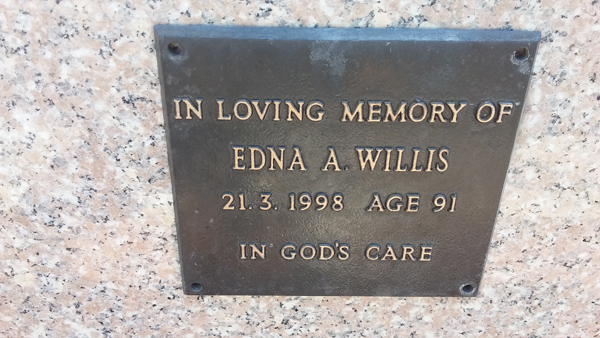 IN LOVING MEMORY OF
EDNA A. WILLIS
21. 3. 1998 AGE 91
IN GOD'S CARE